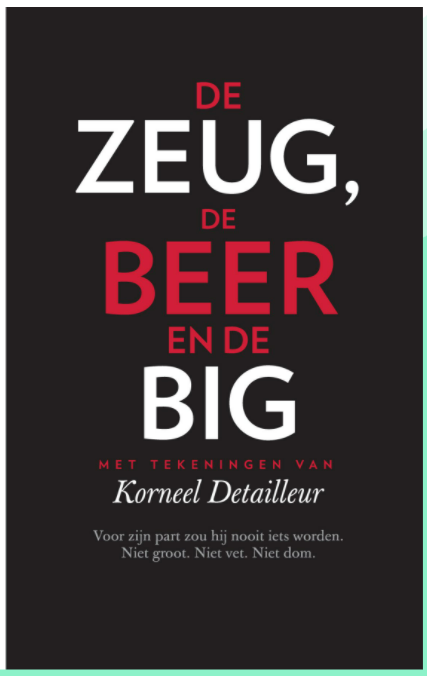 DE
ZEUG,
DE
BEER
EN DE
BIG
MET TEKENINGEN VAN
Korneel Detailleur
Voor zijn part zou hij nooit iets worden.
Niet groot. Niet vet. Niet dom.